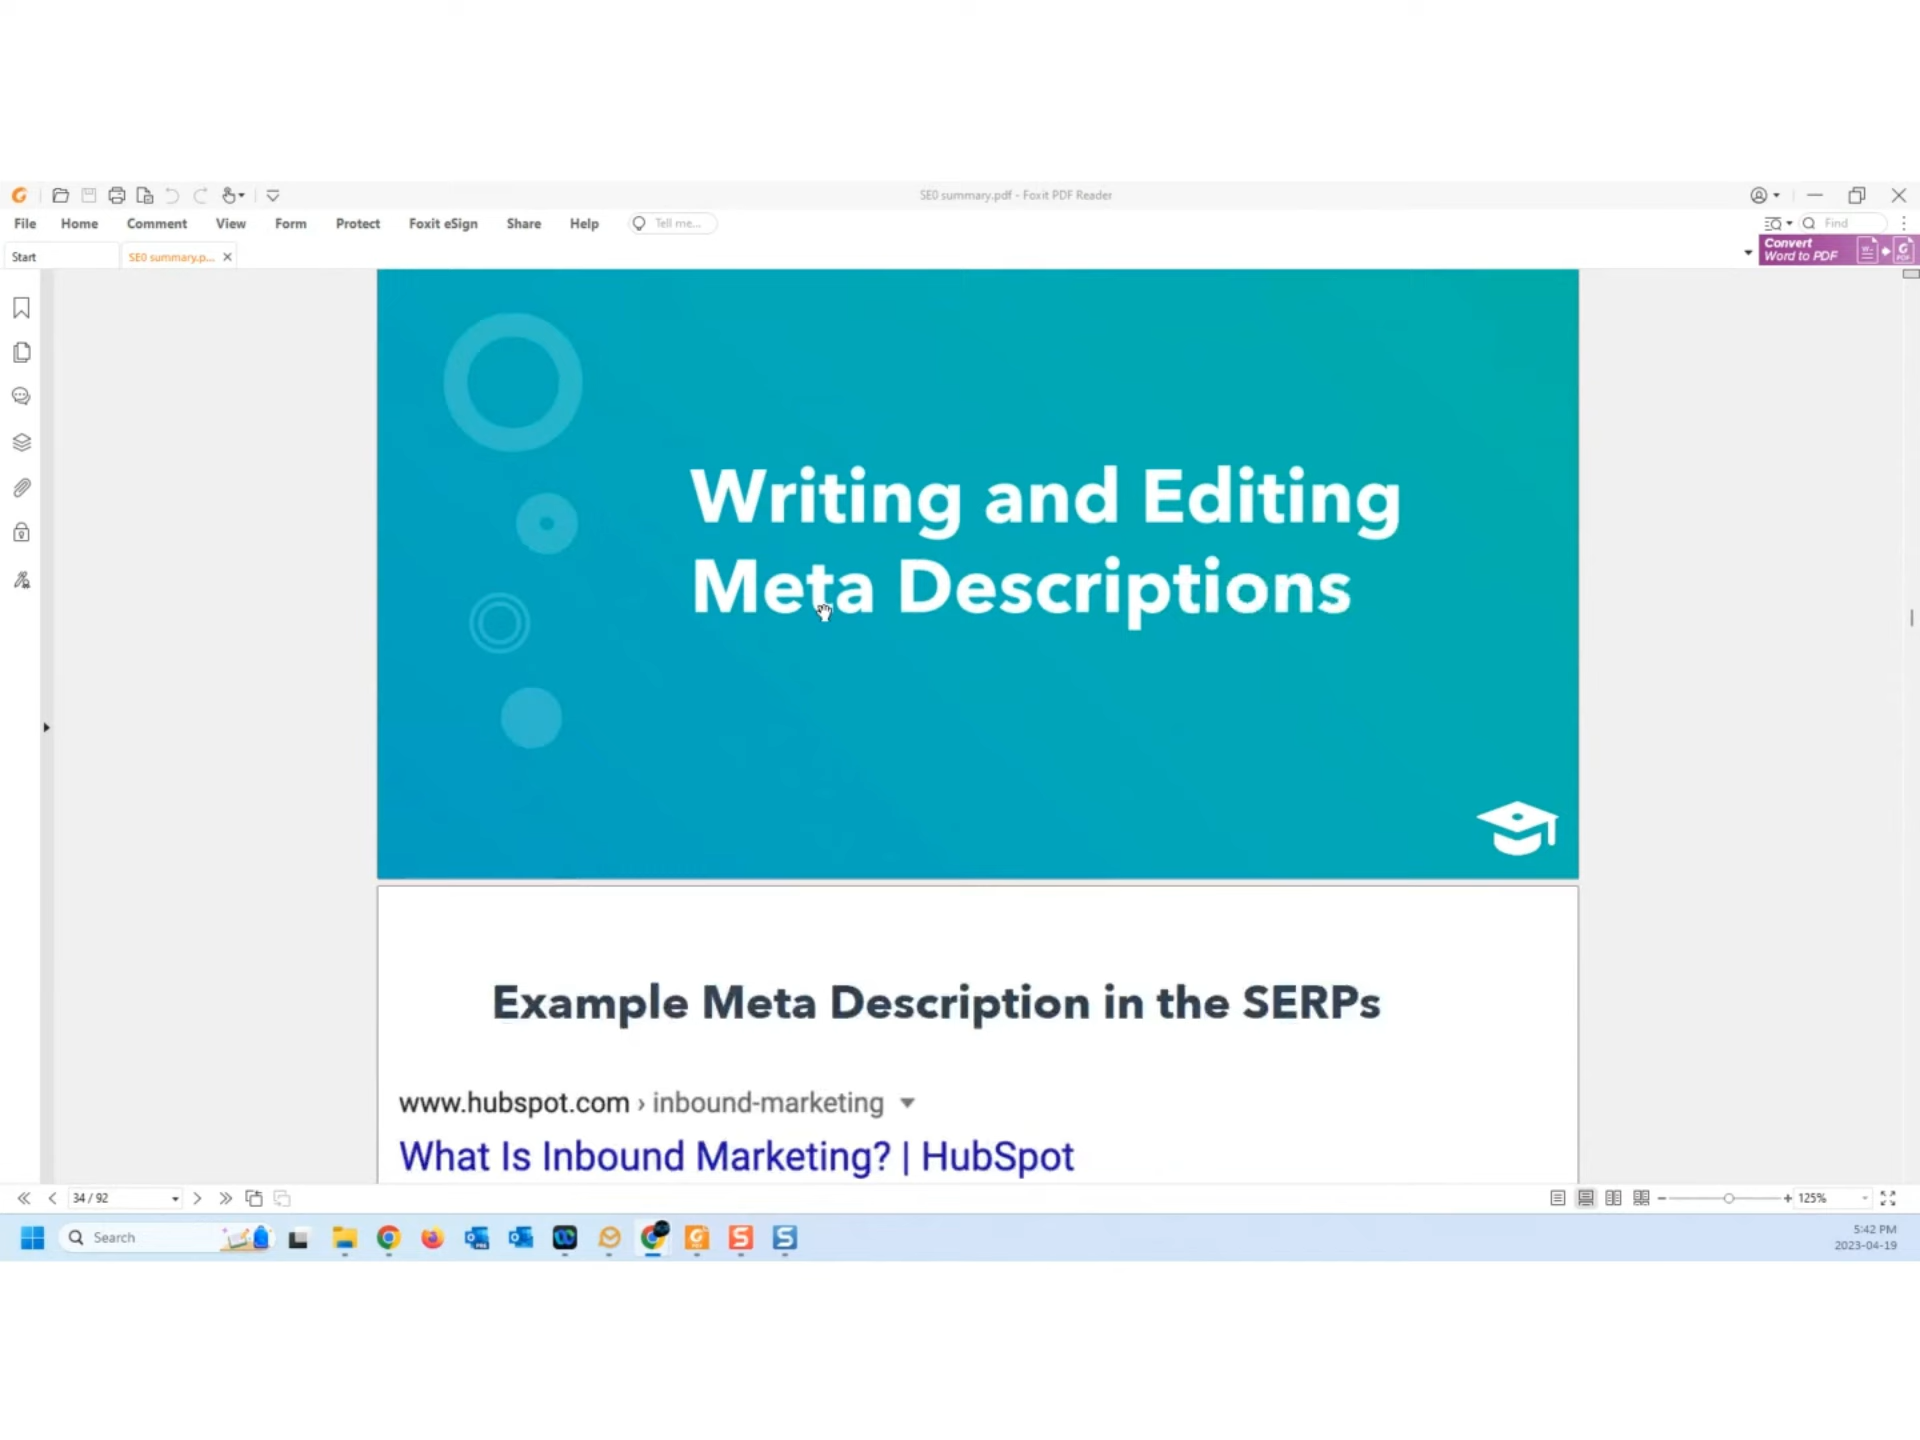 SE0 summary.pdf - Foxit PDF Reader
File Home Comment View Form Protect Foxit eSign Share Help Tell me... Find
Start SE0 summary.p...
Convert
Word to PDF
Writing and Editing
Meta Descriptions
Example Meta Description in the SERPs
www.hubspot.com › inbound-marketing
What Is Inbound Marketing? | HubSpot
34 / 92 125%
Search 5:42 PM
2023-04-19